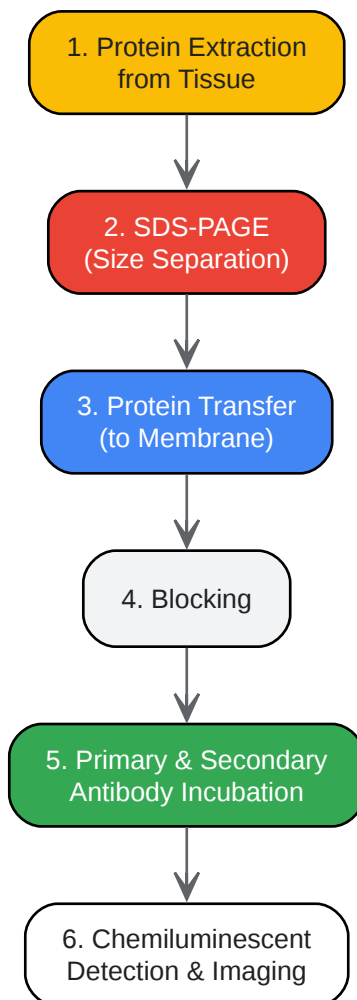 1. Protein Extraction
from Tissue
2. SDS-PAGE
(Size Separation)
3. Protein Transfer
(to Membrane)
4. Blocking
5. Primary & Secondary
Antibody Incubation
6. Chemiluminescent
Detection & Imaging